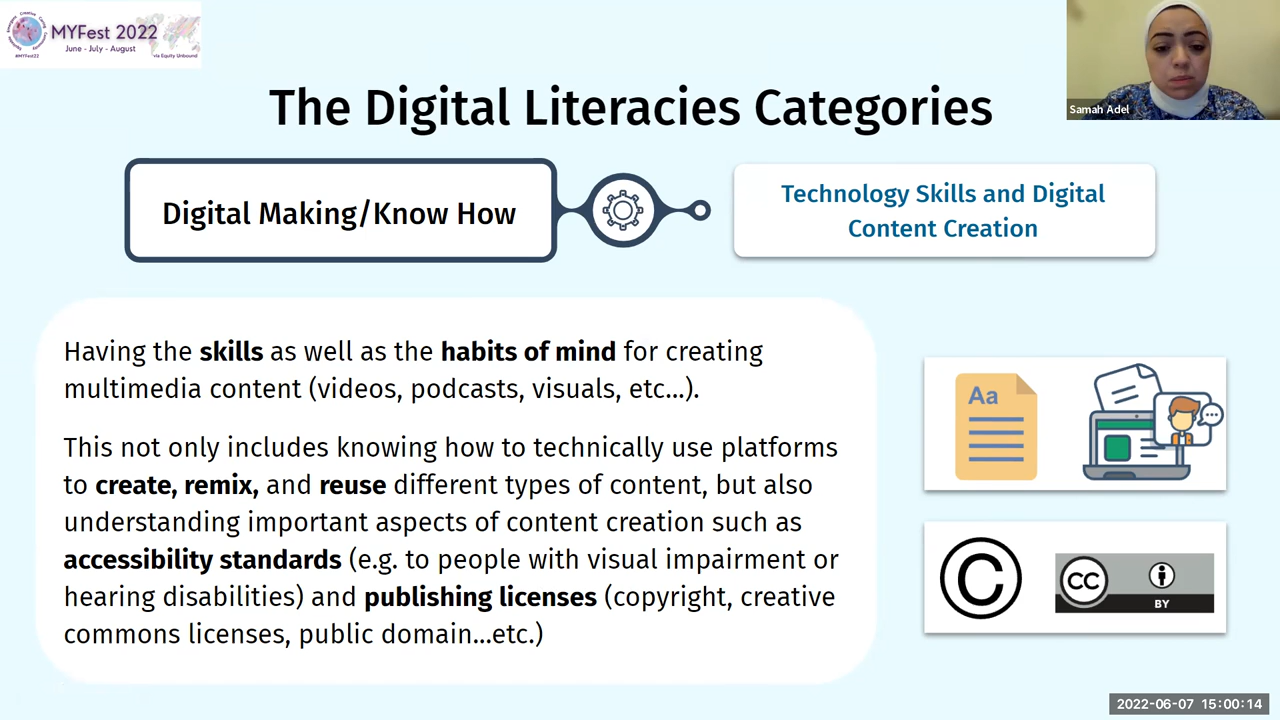 MYFest 2022
June - July - August
#MYFest22
via Equity Unbound
Samah Adel
The Digital Literacies Categories
Digital Making/Know How
Technology Skills and Digital
Content Creation
Having the skills as well as the habits of mind for creating
multimedia content (videos, podcasts, visuals, etc...).
This not only includes knowing how to technically use platforms
to create, remix, and reuse different types of content, but also
understanding important aspects of content creation such as
accessibility standards (e.g. to people with visual impairment or
hearing disabilities) and publishing licenses (copyright, creative
commons licenses, public domain...etc.)
Aa
C
CC
BY
2022-06-07 15:00:14